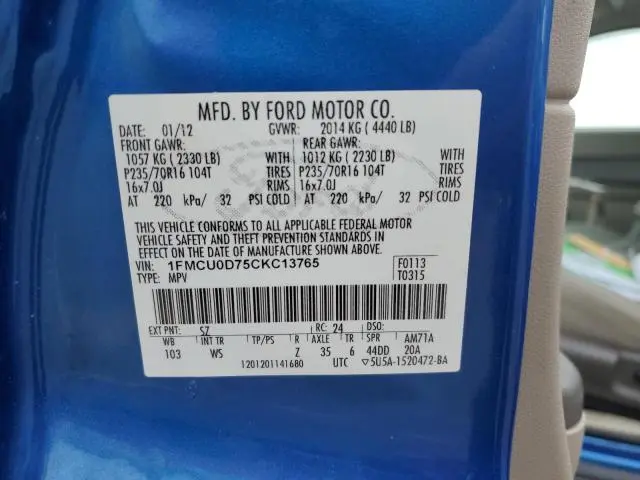 MFD. BY FORD MOTOR CO.
DATE: 01/12 GVWR: 2014 KG ( 4440 LB)
FRONT GAWR: REAR GAWR:
1057 KG ( 2330 LB) WITH 1012 KG ( 2230 LB) WITH
P235/70R16 104T TIRES P235/70R16 104T TIRES
16x7.0J RIMS 16x7.0J RIMS
AT 220 kPa/ 32 PSI COLD AT 220 kPa/ 32 PSI COLD
THIS VEHICLE CONFORMS TO ALL APPLICABLE FEDERAL MOTOR
VEHICLE SAFETY AND THEFT PREVENTION STANDARDS IN
EFFECT ON THE DATE OF MANUFACTURE SHOWN ABOVE.
VIN: 1FMCU0D75CKC13765 F0113
TYPE: MPV T0315
EXT PNT: SZ RC: 24 DSO:
WB INT TR TP/PS R AXLE TR SPR AM71A
103 WS Z 35 6 44DD 20A
1201201141680 UTC 5U5A-1520472-BA